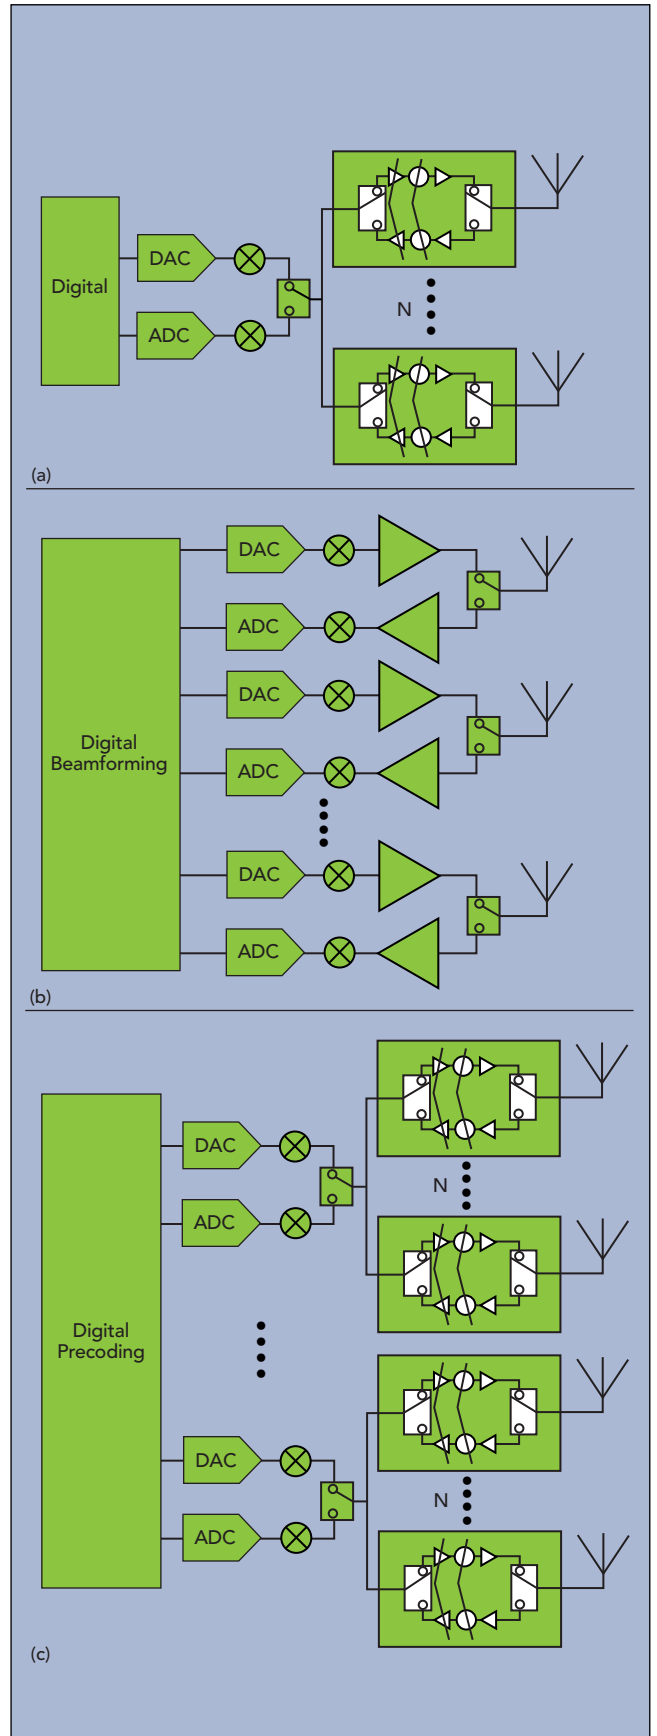 DAC
Digital
ADC
N
(a)
DAC
ADC
DAC
Digital
Beamforming
ADC
DAC
ADC
(b)
DAC
N
ADC
Digital
Precoding
DAC
N
ADC
(c)